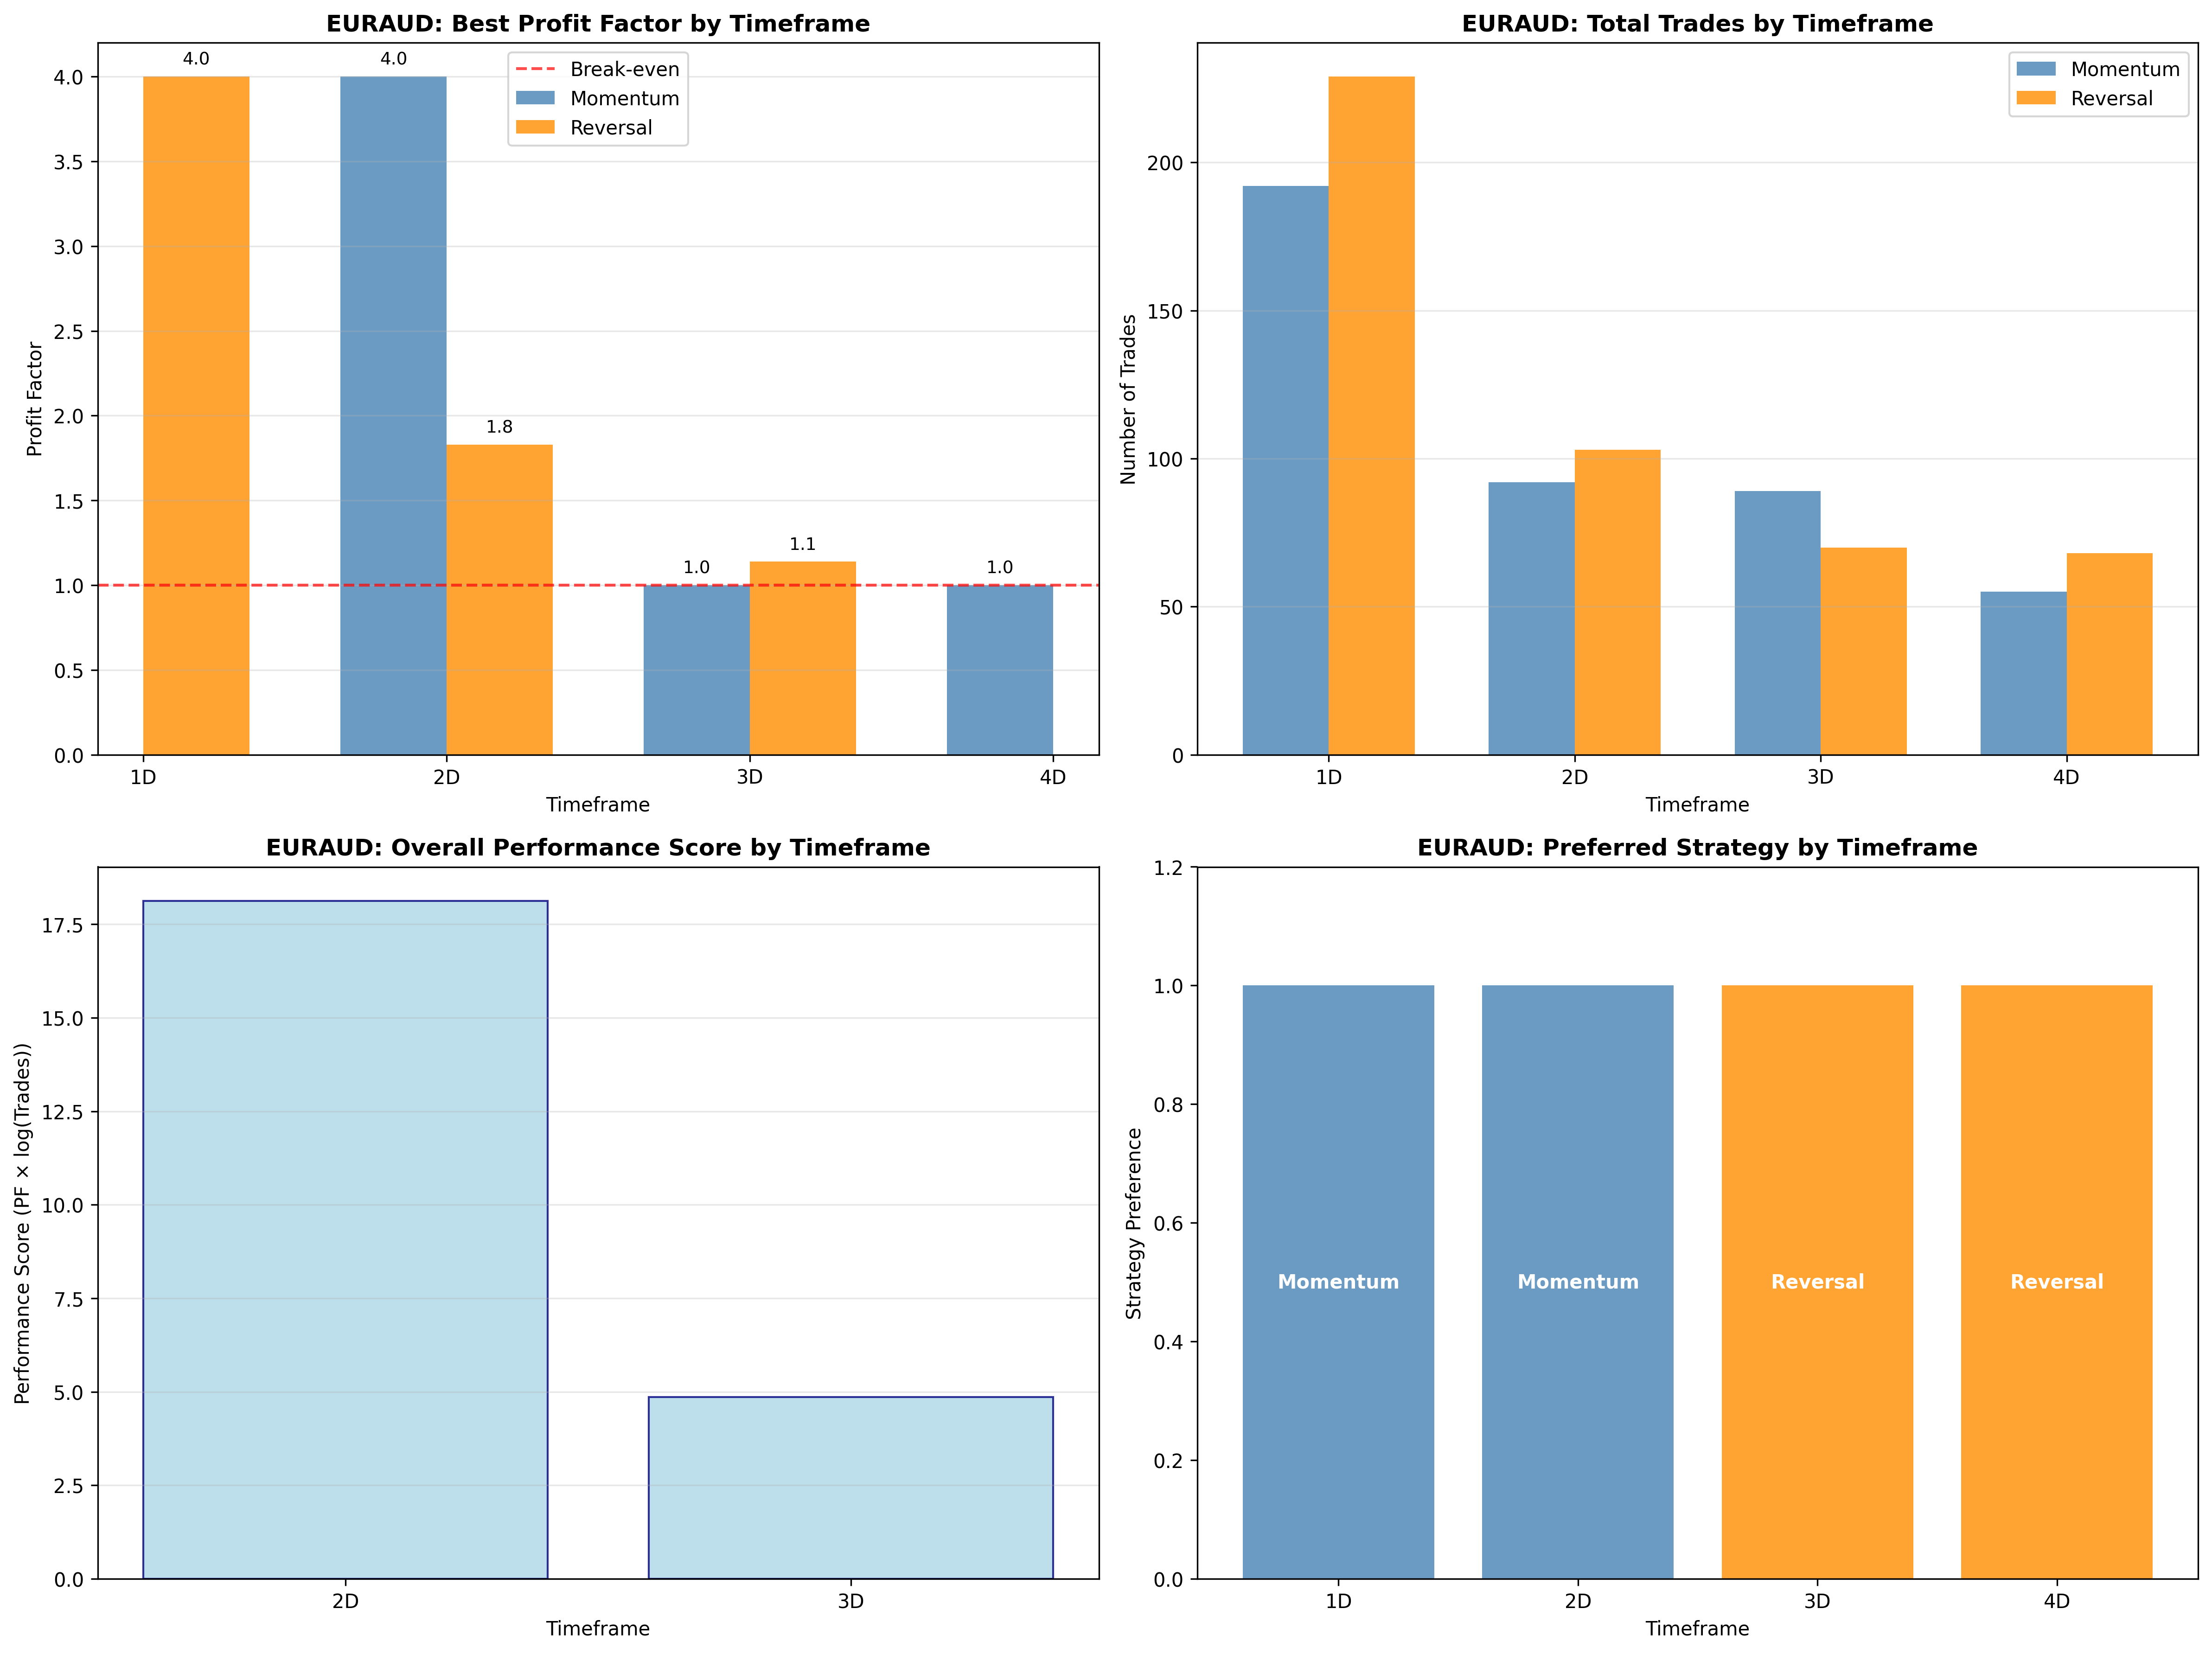 EURAUD: Best Profit Factor by Timeframe
4.0
4.0
1.8
1.0
1.1
1.0
Break-even
Momentum
Reversal
Profit Factor
4.0
3.5
3.0
2.5
2.0
1.5
1.0
0.5
0.0
1D 2D 3D 4D
Timeframe
EURAUD: Total Trades by Timeframe
Momentum
Reversal
Number of Trades
200
150
100
50
0
1D 2D 3D 4D
Timeframe
EURAUD: Overall Performance Score by Timeframe
Performance Score (PF × log(Trades))
17.5
15.0
12.5
10.0
7.5
5.0
2.5
0.0
2D 3D
Timeframe
EURAUD: Preferred Strategy by Timeframe
Strategy Preference
1.2
1.0
0.8
0.6
0.4
0.2
0.0
Momentum Momentum Reversal Reversal
1D 2D 3D 4D
Timeframe